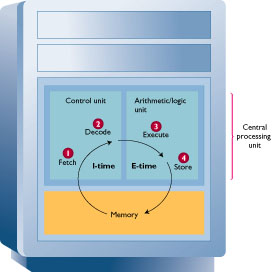 Control unit
Arithmetic/logic
unit
2
Decode
3
Execute
1
Fetch
I-time
E-time
4
Store
Memory
Central
processing
unit